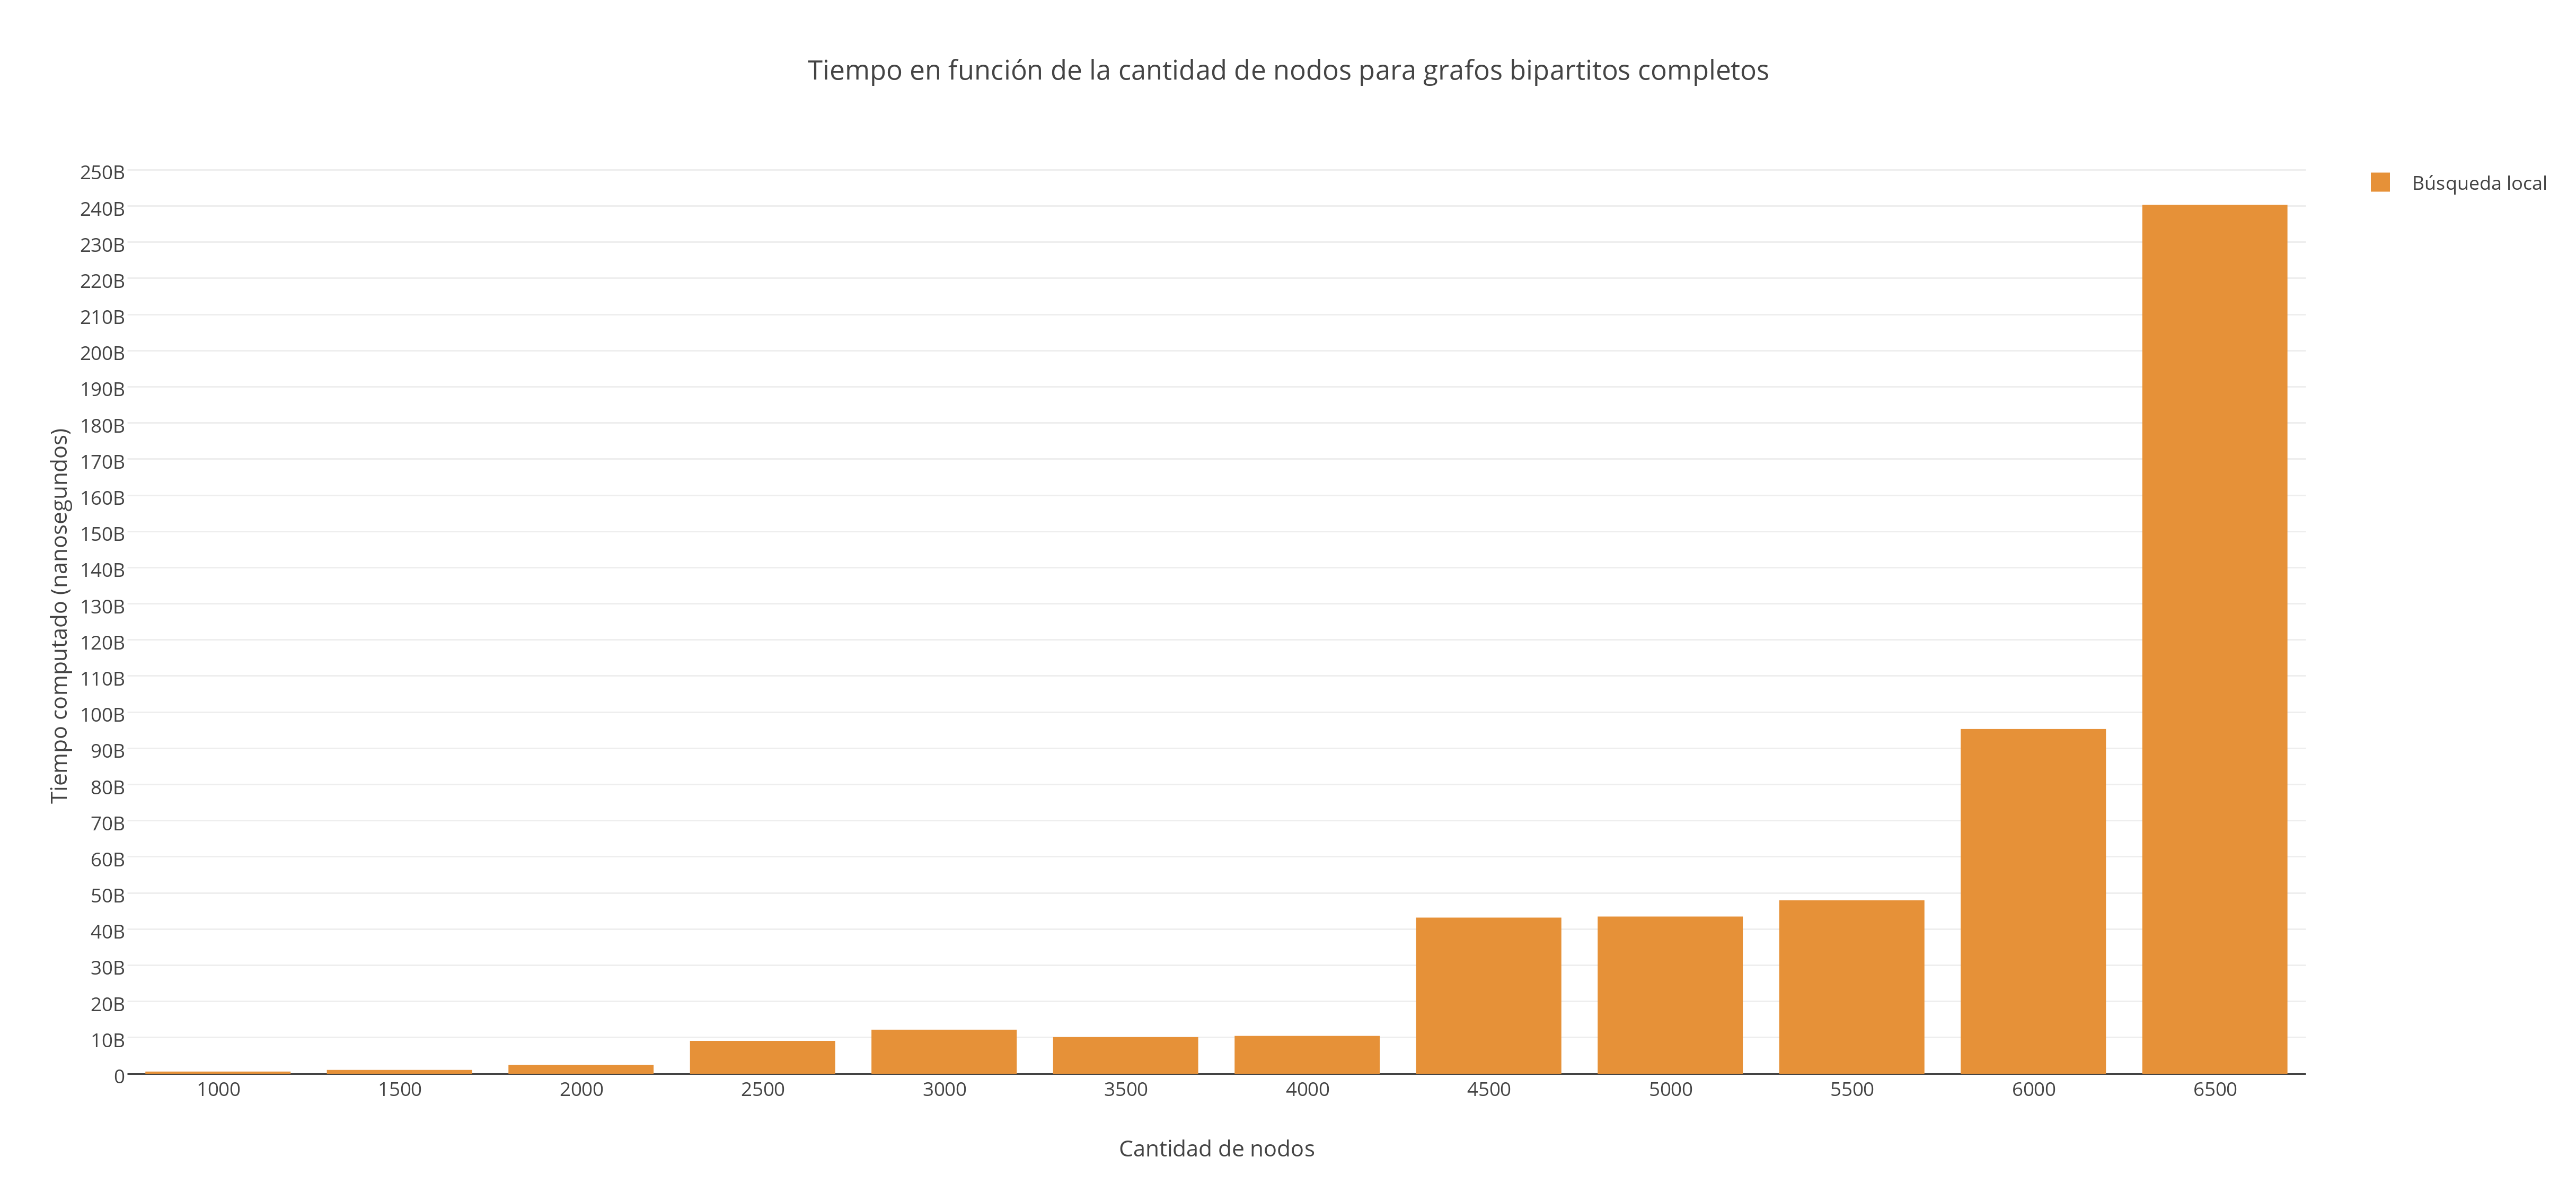 Tiempo en función de la cantidad de nodos para grafos bipartitos completos
Búsqueda local
Tiempo computado (nanosegundos)
250B
240B
230B
220B
210B
200B
190B
180B
170B
160B
150B
140B
130B
120B
110B
100B
90B
80B
70B
60B
50B
40B
30B
20B
10B
0
1000 1500 2000 2500 3000 3500 4000 4500 5000 5500 6000 6500
Cantidad de nodos